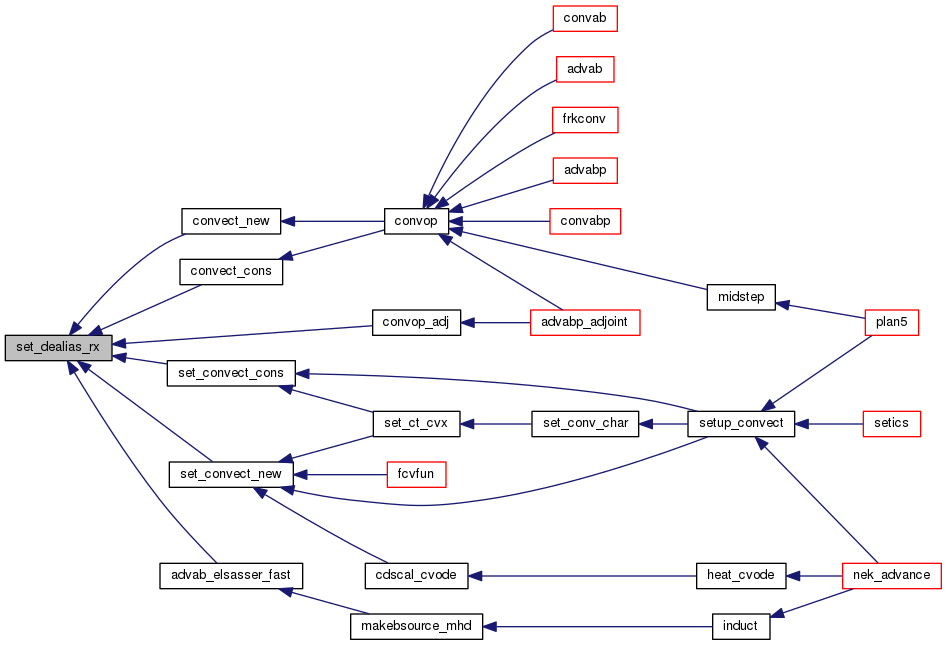 convab
advab
frkconv
advabp
convect_new
convop
convabp
convect_cons
midstep
convop_adj
advabp_adjoint
plan5
set_dealias_rx
set_convect_cons
set_ct_cvx
set_conv_char
setup_convect
setics
set_convect_new
fcvfun
advab_elsasser_fast
cdscal_cvode
heat_cvode
nek_advance
makebsource_mhd
induct